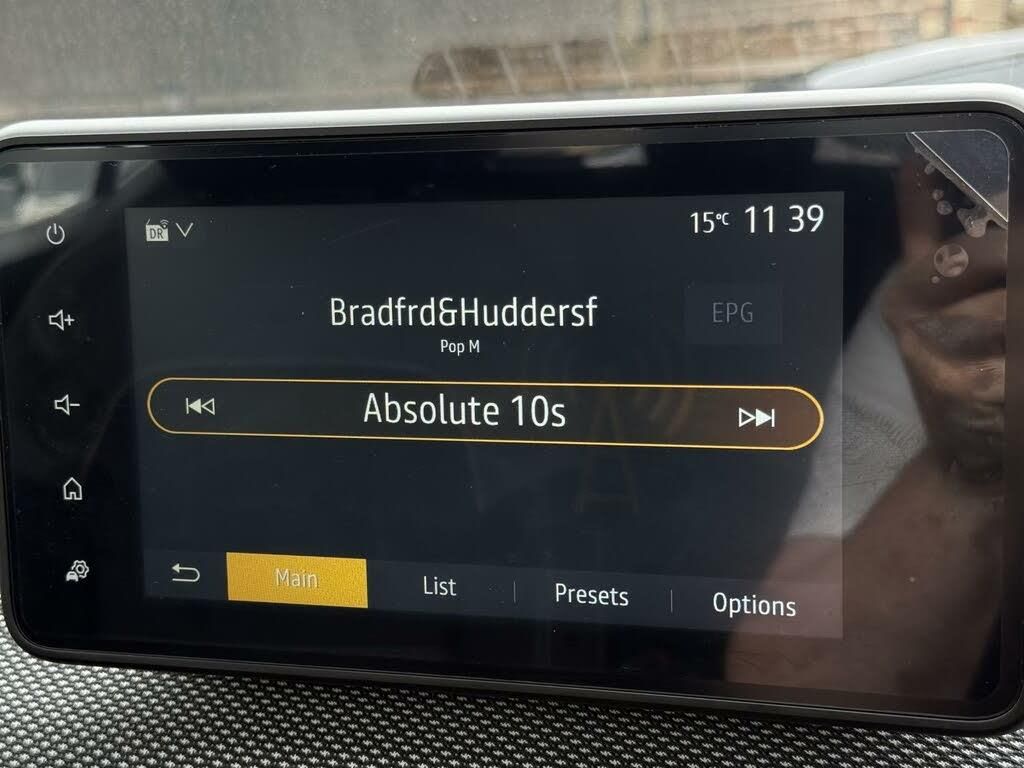 DR
15°C 11 39
Bradfrd&Huddersf
EPG
Pop M
Absolute 10s
Main
List
Presets
Options